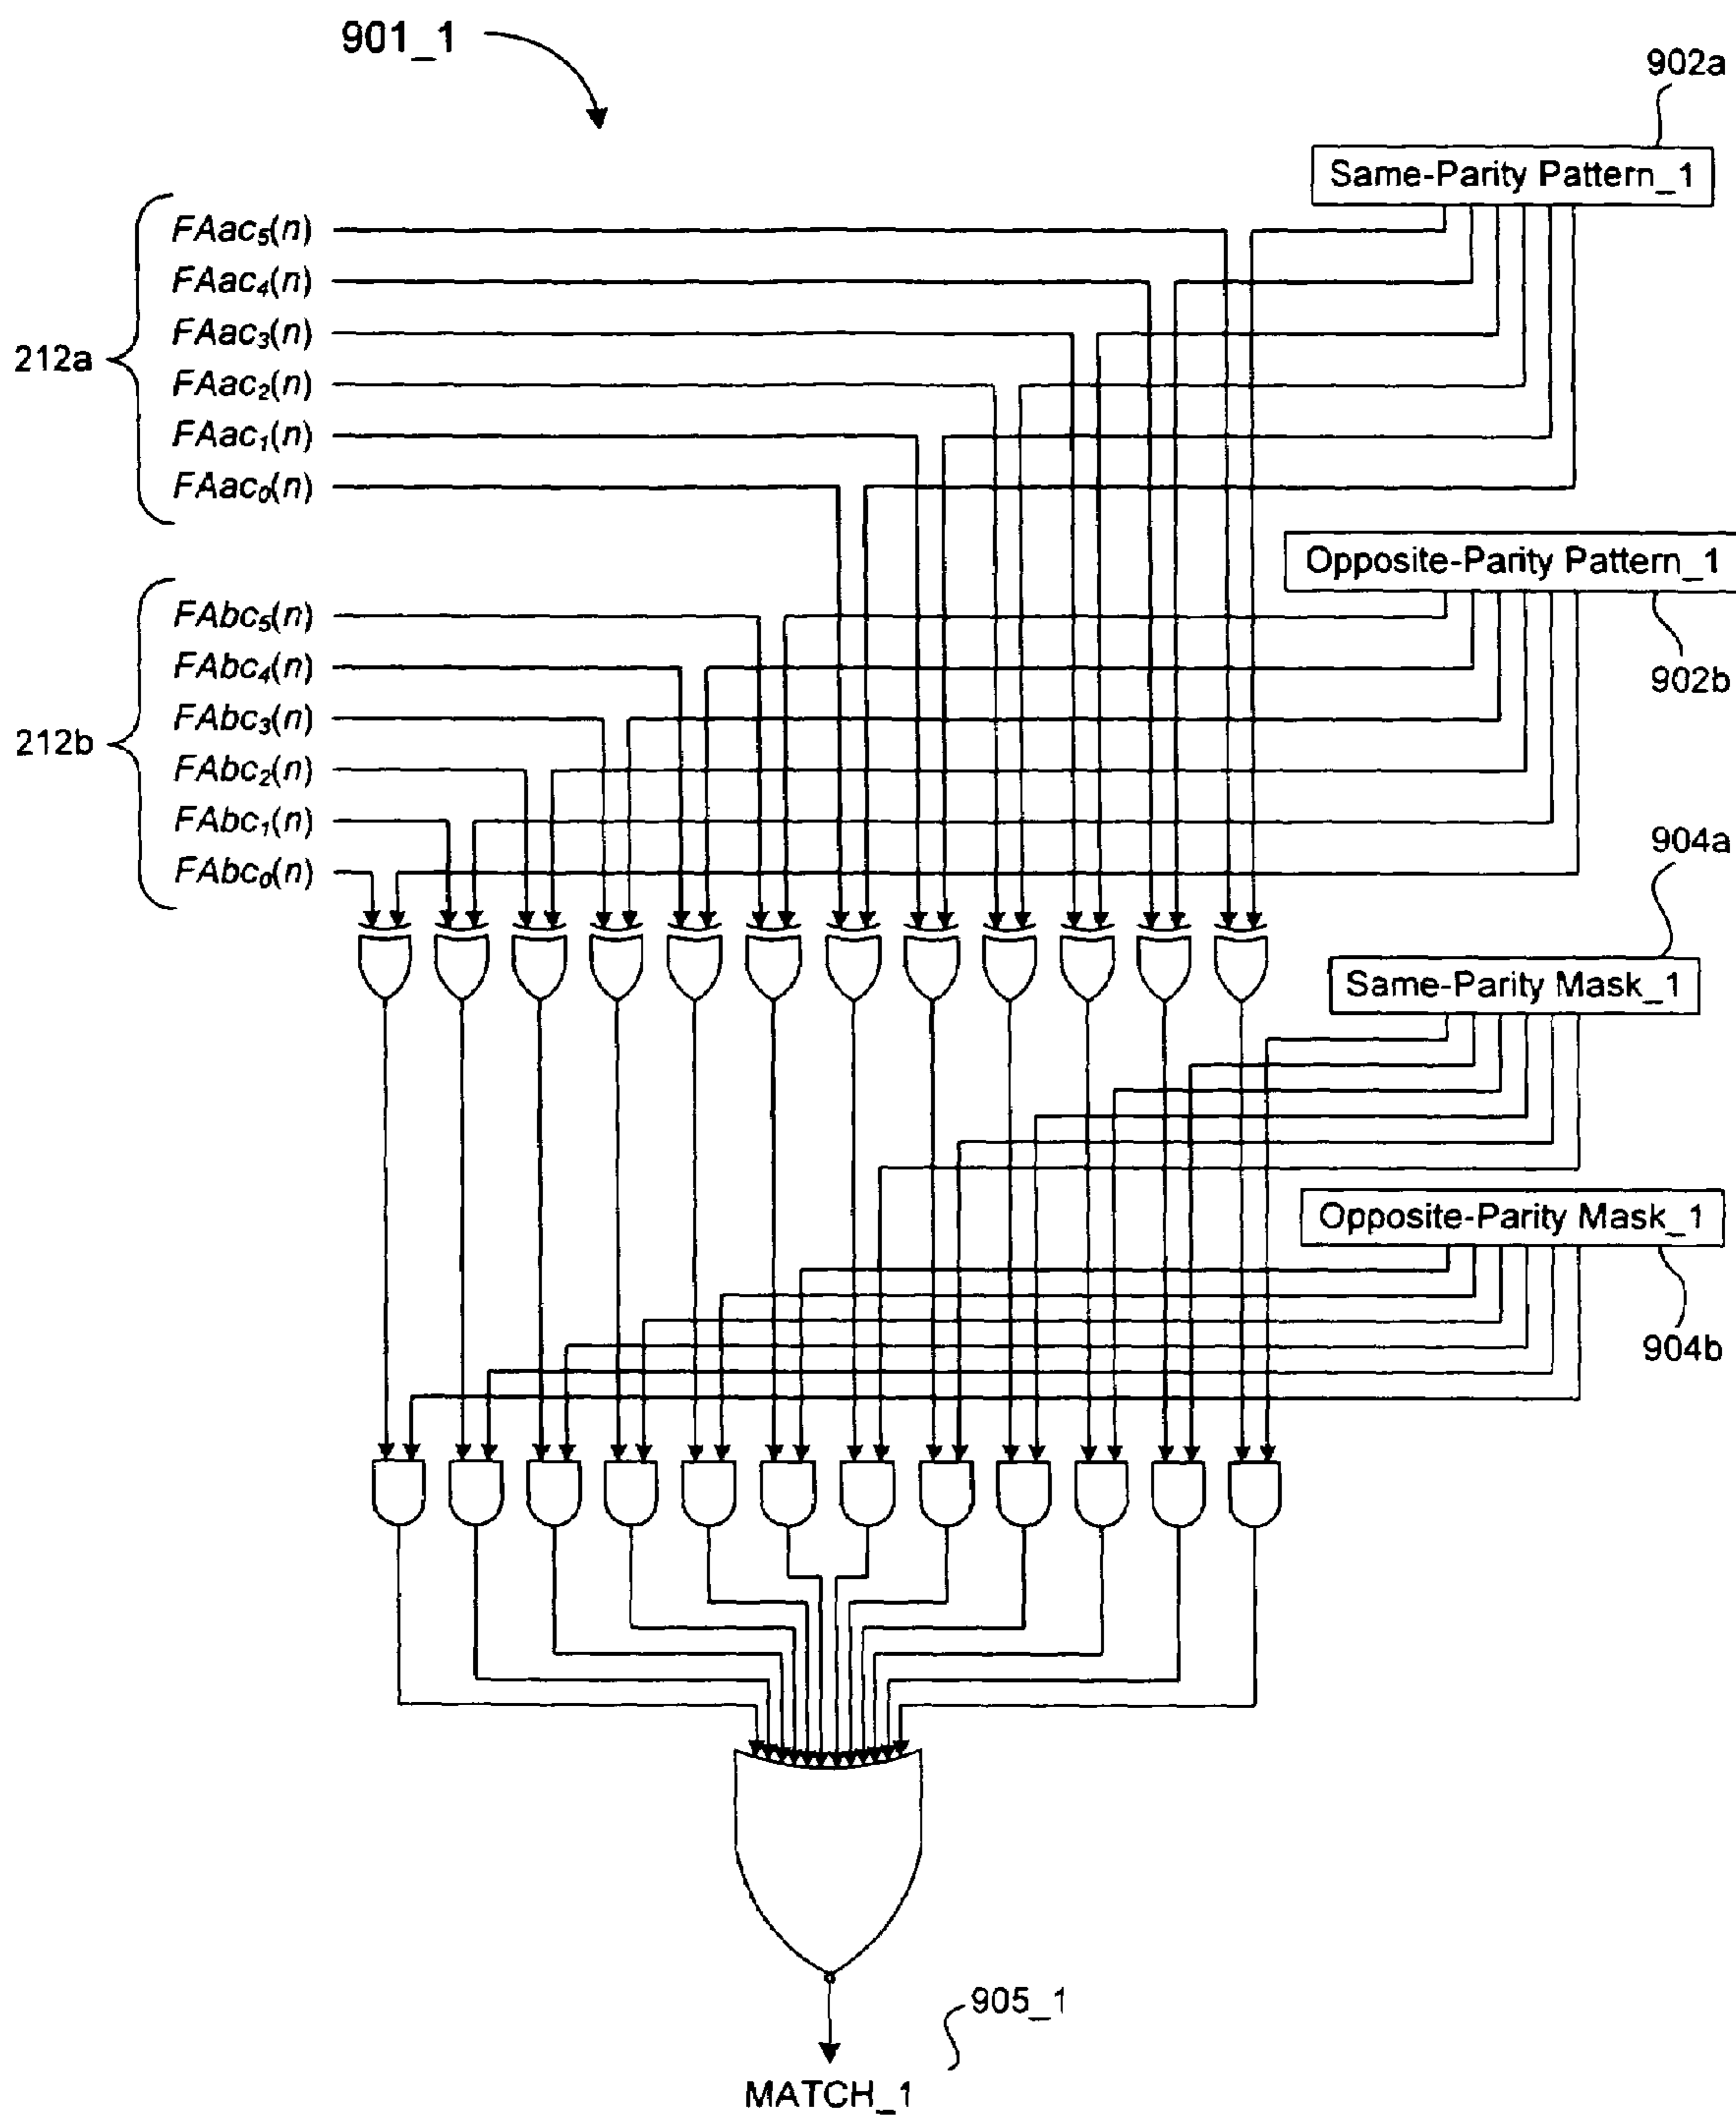 901_1
902a
Same-Parity Pattern_1
FAac₅(n)
FAac₄(n)
FAac₃(n)
212a
FAac₂(n)
FAac₁(n)
FAac₀(n)
Opposite-Parity Pattern_1
902b
FAbc₅(n)
FAbc₄(n)
FAbc₃(n)
212b
FAbc₂(n)
FAbc₁(n)
FAbc₀(n)
904a
Same-Parity Mask_1
Opposite-Parity Mask_1
904b
905_1
MATCH_1